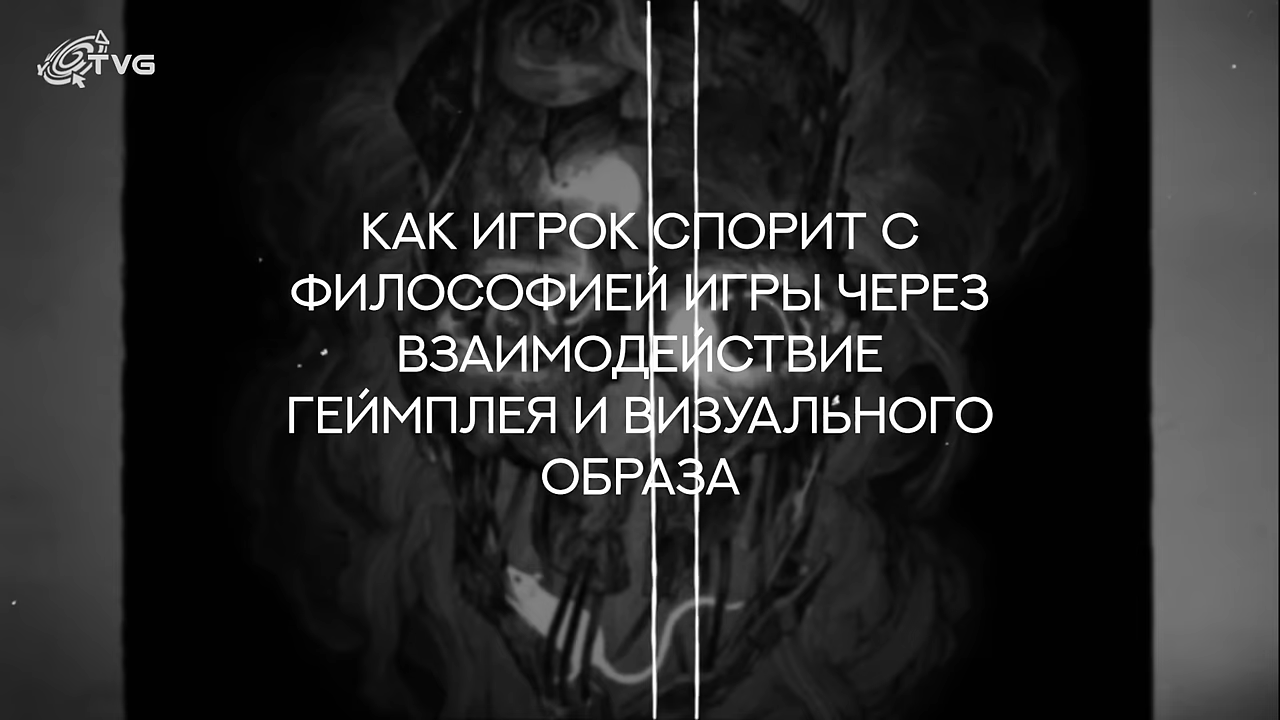 TVG
КАК ИГРОК СПОРИТ С
ФИЛОСОФИЕЙ ИГРЫ ЧЕРЕЗ
ВЗАИМОДЕЙСТВИЕ
ГЕЙМПЛЕЯ И ВИЗУАЛЬНОГО
ОБРАЗА